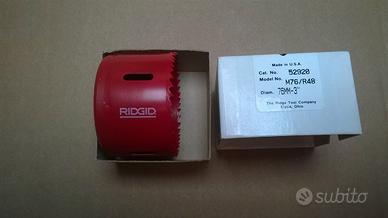 RIDGID
Made in U.S.A.
Cat. No. 52920
Model No. M76/R48
Diam. 76MM-3"
The Ridge Tool Company
Elyria, Ohio
subito